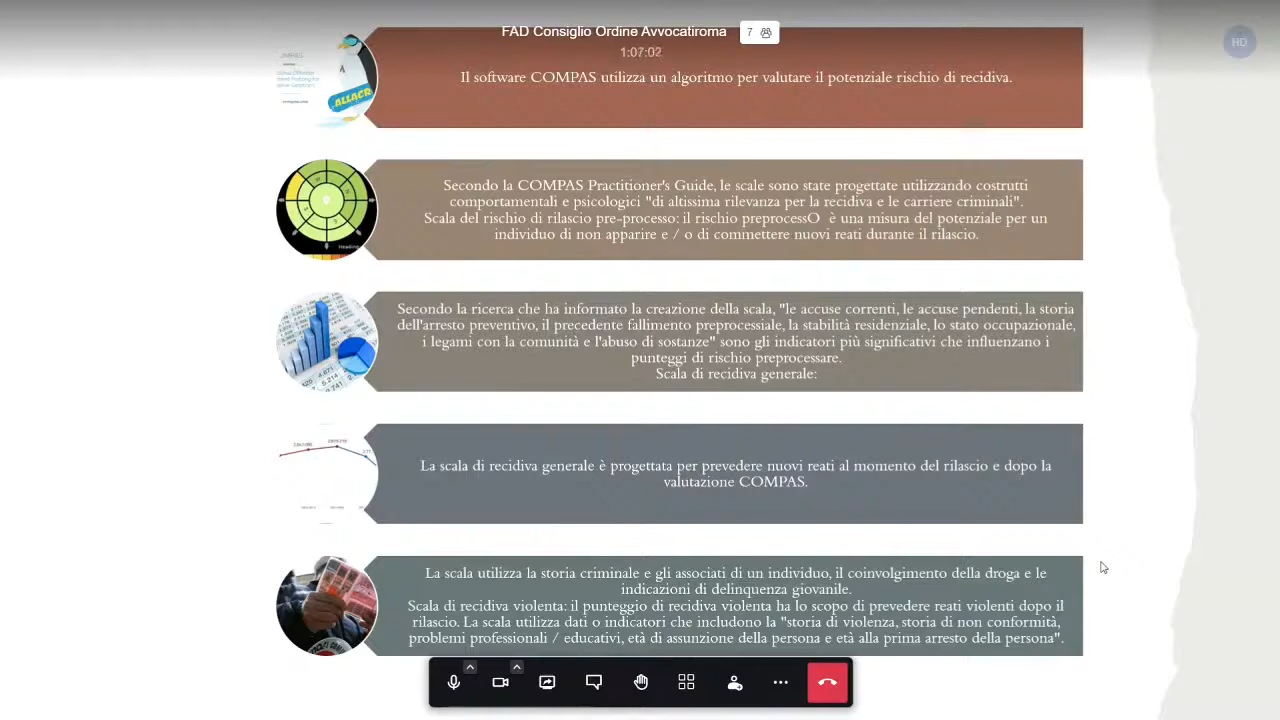 FAD Consiglio Ordine Avvocatiroma
7
1:07:02
HD
ALLACR
Il software COMPAS utilizza un algoritmo per valutare il potenziale rischio di recidiva.
Secondo la COMPAS Practitioner's Guide, le scale sono state progettate utilizzando costrutti
comportamentali e psicologici "di altissima rilevanza per la recidiva e le carriere criminali".
Scala del rischio di rilascio pre-processo: il rischio preprocessO è una misura del potenziale per un
individuo di non apparire e / o di commettere nuovi reati durante il rilascio.
Heading
Secondo la ricerca che ha informato la creazione della scala, "le accuse correnti, le accuse pendenti, la storia
dell'arresto preventivo, il precedente fallimento preprocessiale, la stabilità residenziale, lo stato occupazionale,
i legami con la comunità e l'abuso di sostanze" sono gli indicatori più significativi che influenzano i
punteggi di rischio preprocessare.
Scala di recidiva generale:
La scala di recidiva generale è progettata per prevedere nuovi reati al momento del rilascio e dopo la
valutazione COMPAS.
La scala utilizza la storia criminale e gli associati di un individuo, il coinvolgimento della droga e le
indicazioni di delinquenza giovanile.
Scala di recidiva violenta: il punteggio di recidiva violenta ha lo scopo di prevedere reati violenti dopo il
rilascio. La scala utilizza dati o indicatori che includono la "storia di violenza, storia di non conformità,
problemi professionali / educativi, età di assunzione della persona e età alla prima arresto della persona".